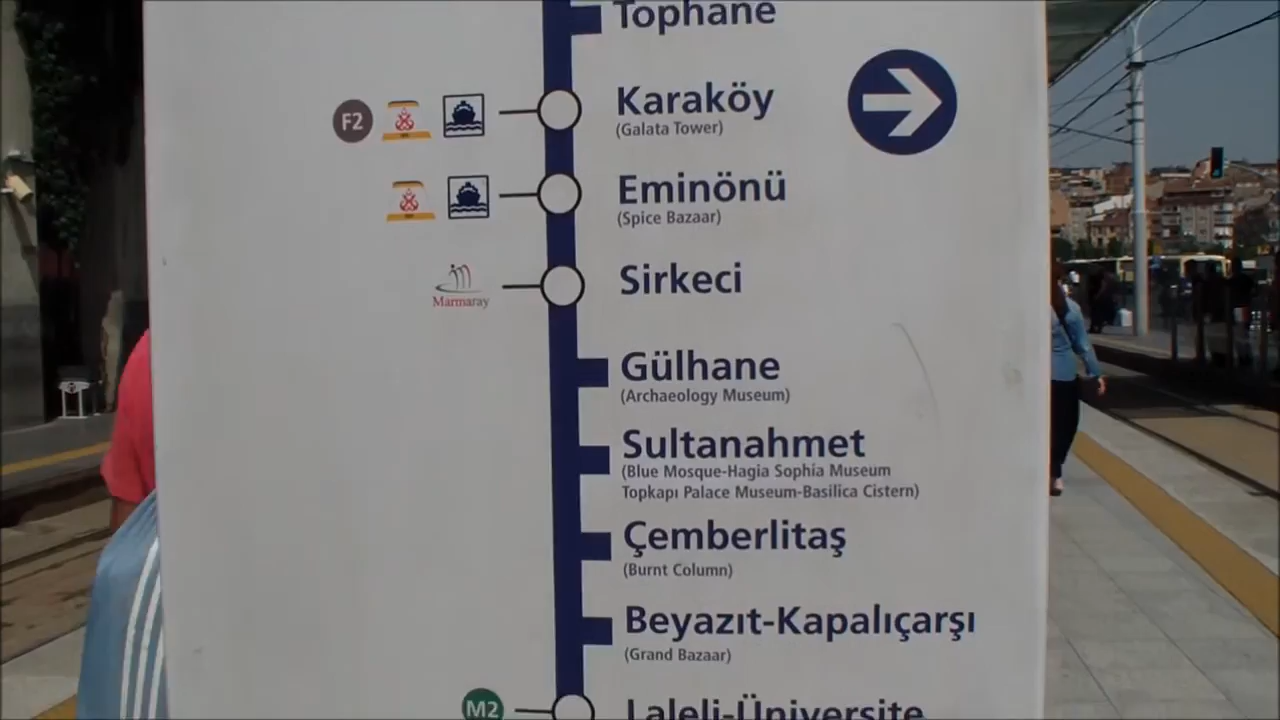 Tophane
F2
Karaköy
(Galata Tower)
Eminönü
(Spice Bazaar)
Marmaray
Sirkeci
Gülhane
(Archaeology Museum)
Sultanahmet
(Blue Mosque-Hagia Sophia Museum
Topkapı Palace Museum-Basilica Cistern)
Çemberlitaş
(Burnt Column)
Beyazıt-Kapalıçarşı
(Grand Bazaar)
M2
Laleli-Üniversite